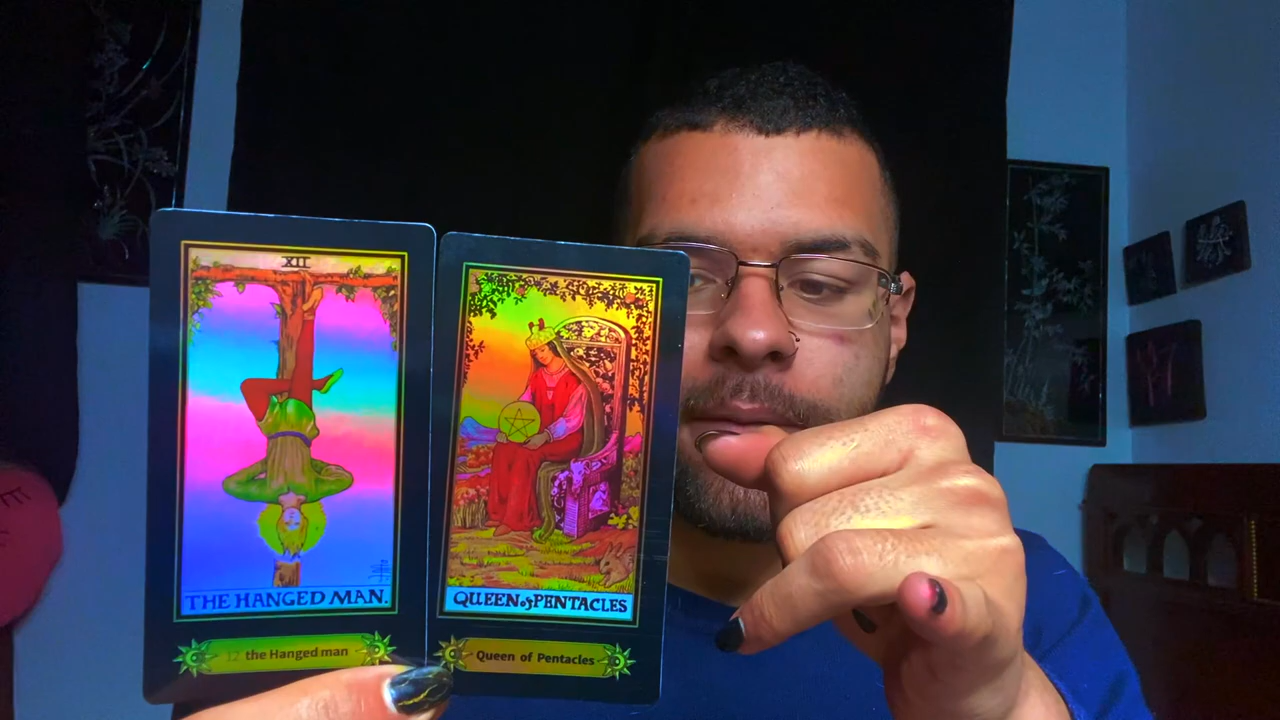 XII
THE HANGED MAN.
12 the Hanged man
QUEEN of PENTACLES
Queen of Pentacles